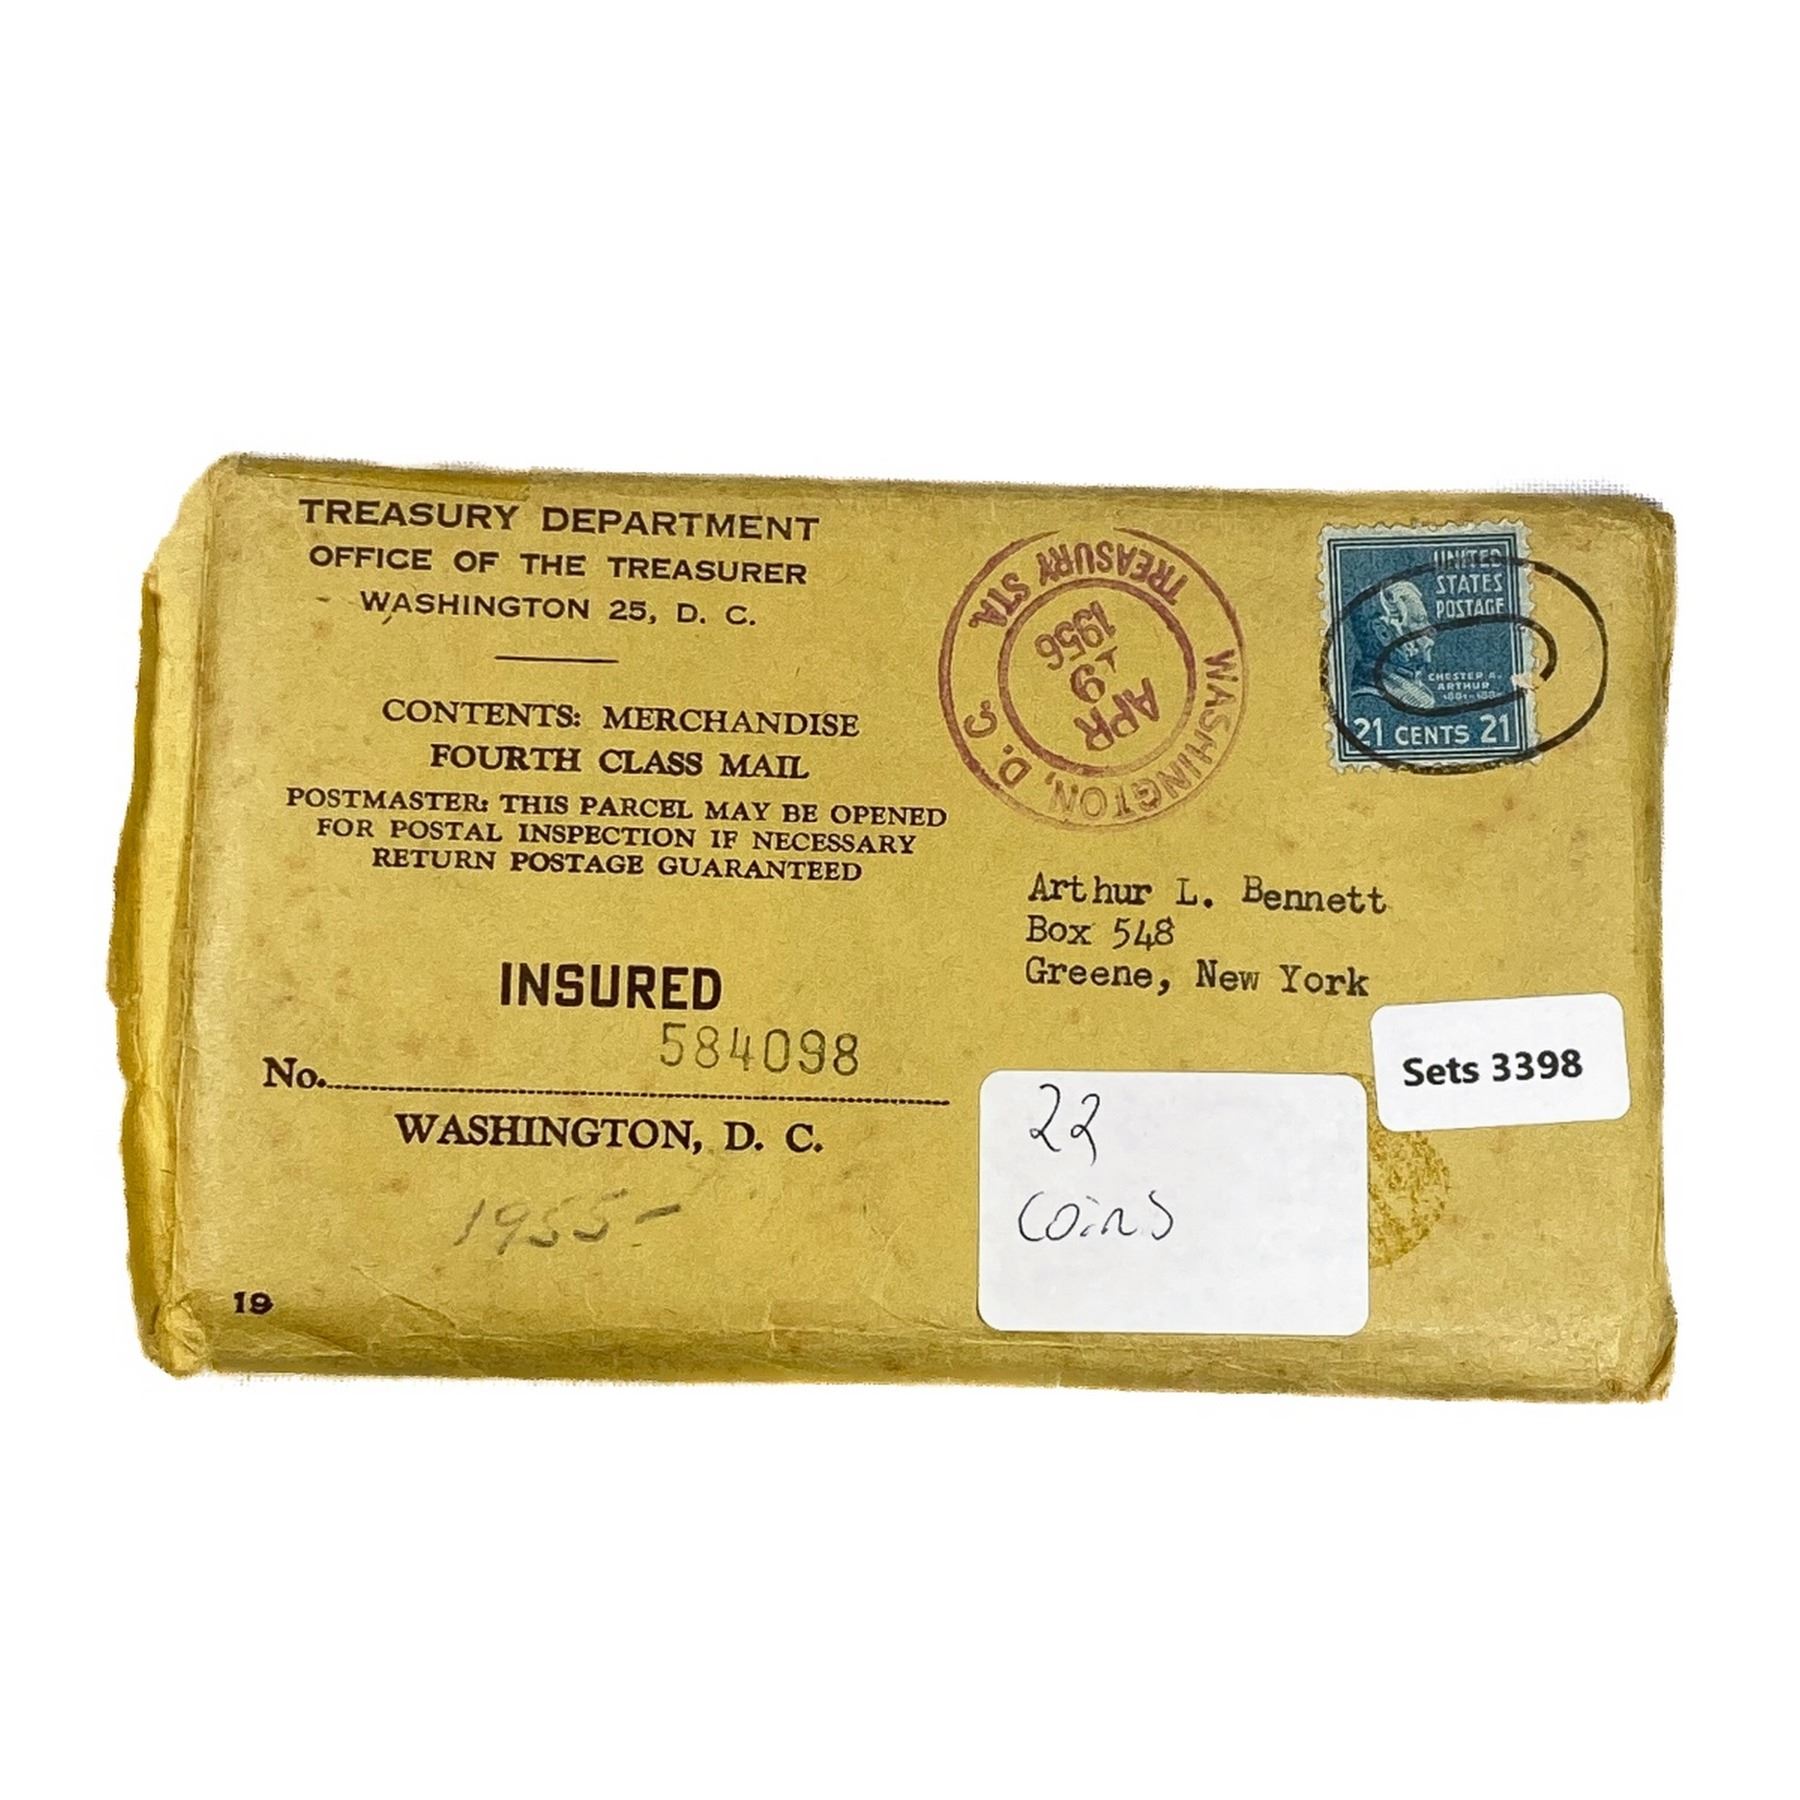 TREASURY DEPARTMENT
OFFICE OF THE TREASURER
WASHINGTON 25, D. C.
CONTENTS: MERCHANDISE
FOURTH CLASS MAIL
POSTMASTER: THIS PARCEL MAY BE OPENED
FOR POSTAL INSPECTION IF NECESSARY
RETURN POSTAGE GUARANTEED
INSURED
584098
No.
WASHINGTON, D. C.
1955-
19
WASHINGTON, D. C.
TREASURY STA.
APR
9
1956
UNITED
STATES
POSTAGE
CHESTER A.
ARTHUR
21 CENTS 21
Arthur L. Bennett
Box 548
Greene, New York
Sets 3398
22
Coins